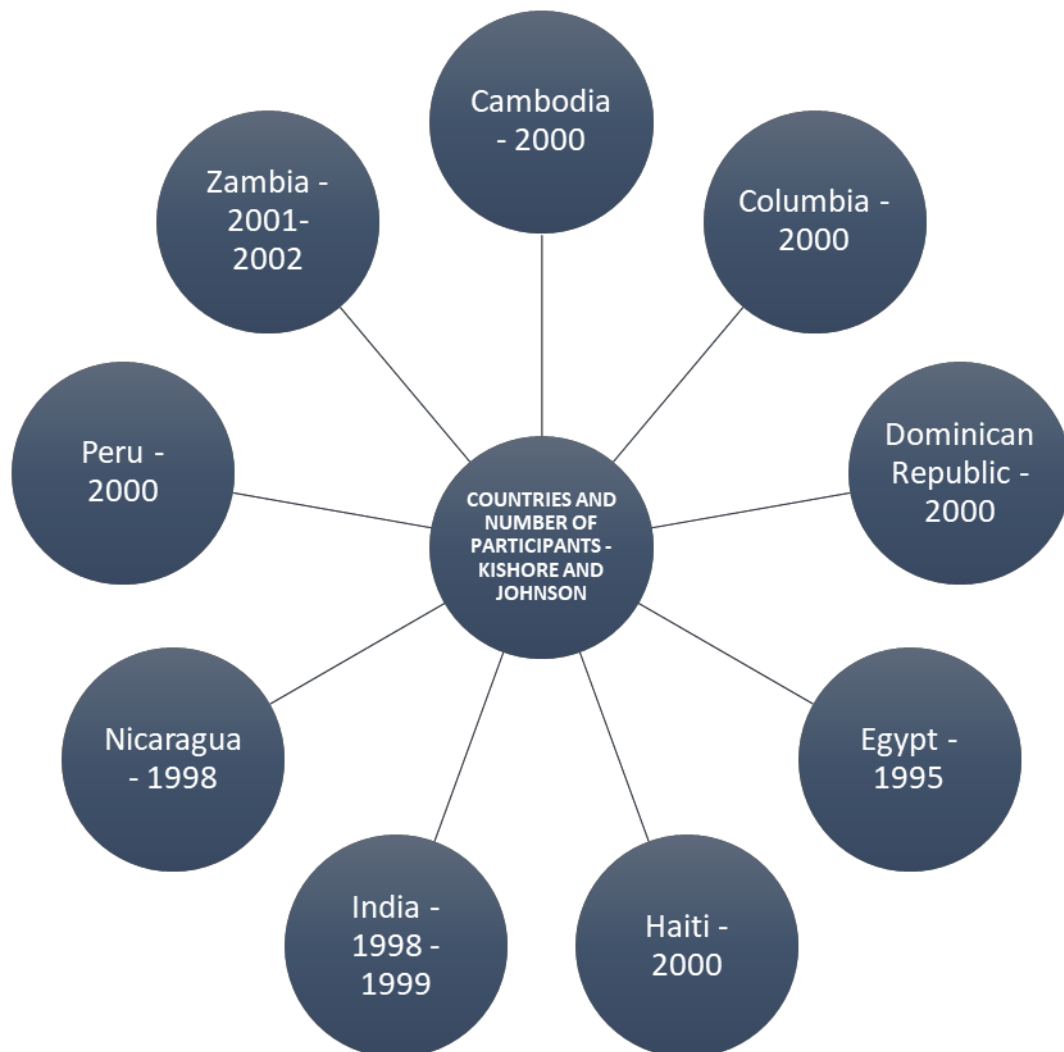 Cambodia
- 2000
Columbia -
2000
Dominican
Republic -
2000
Egypt -
1995
Haiti -
2000
India -
1998 -
1999
Nicaragua
- 1998
Peru -
2000
Zambia -
2001-
2002
COUNTRIES AND
NUMBER OF
PARTICIPANTS -
KISHORE AND
JOHNSON